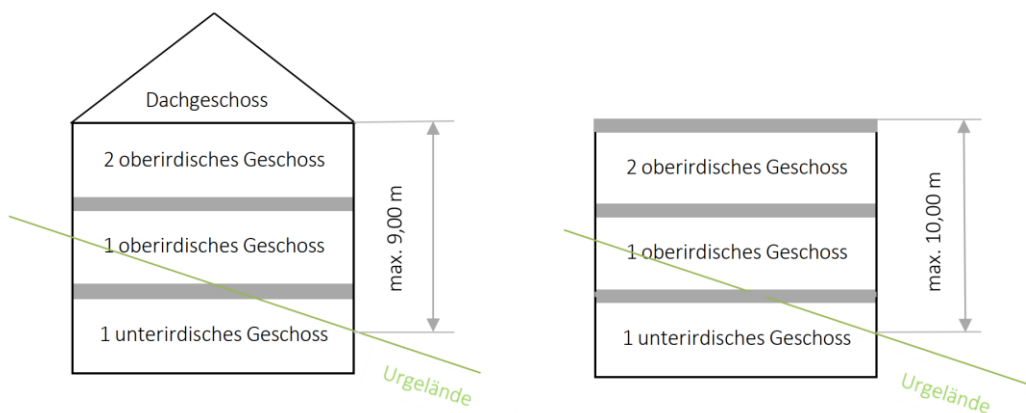 Dachgeschoss
2 oberirdisches Geschoss
1 oberirdisches Geschoss
1 unterirdisches Geschoss
max. 9,00 m
Urgelände
2 oberirdisches Geschoss
1 oberirdisches Geschoss
1 unterirdisches Geschoss
max. 10,00 m
Urgelände